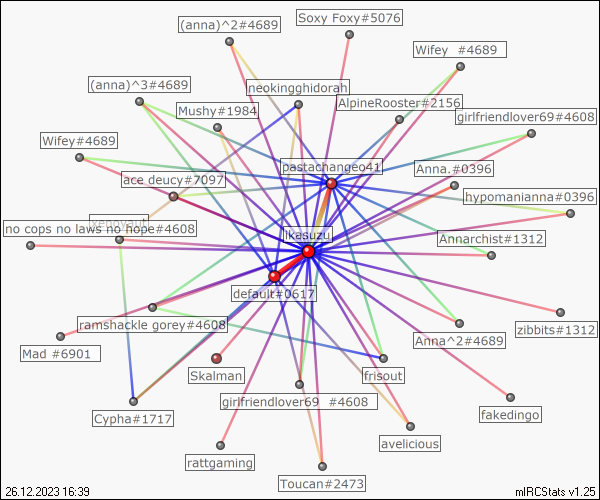 Soxy Foxy#5076
(anna)^2#4689
Wifey  #4689
(anna)^3#4689
neokingghidorah
AlpineRooster#2156
Mushy#1984
girlfriendlover69#4608
Wifey#4689
pastachangeo41
Anna.#0396
ace deucy#7097
hypomanianna#0396
no cops no laws no hope#4608
ikasuzu
Annarchist#1312
default#0617
ramshackle gorey#4608
zibbits#1312
Anna^2#4689
Mad #6901
Skalman
frisout
girlfriendlover69  #4608
fakedingo
Cypha#1717
avelicious
rattgaming
Toucan#2473
26.12.2023 16:39
mIRCStats v1.25